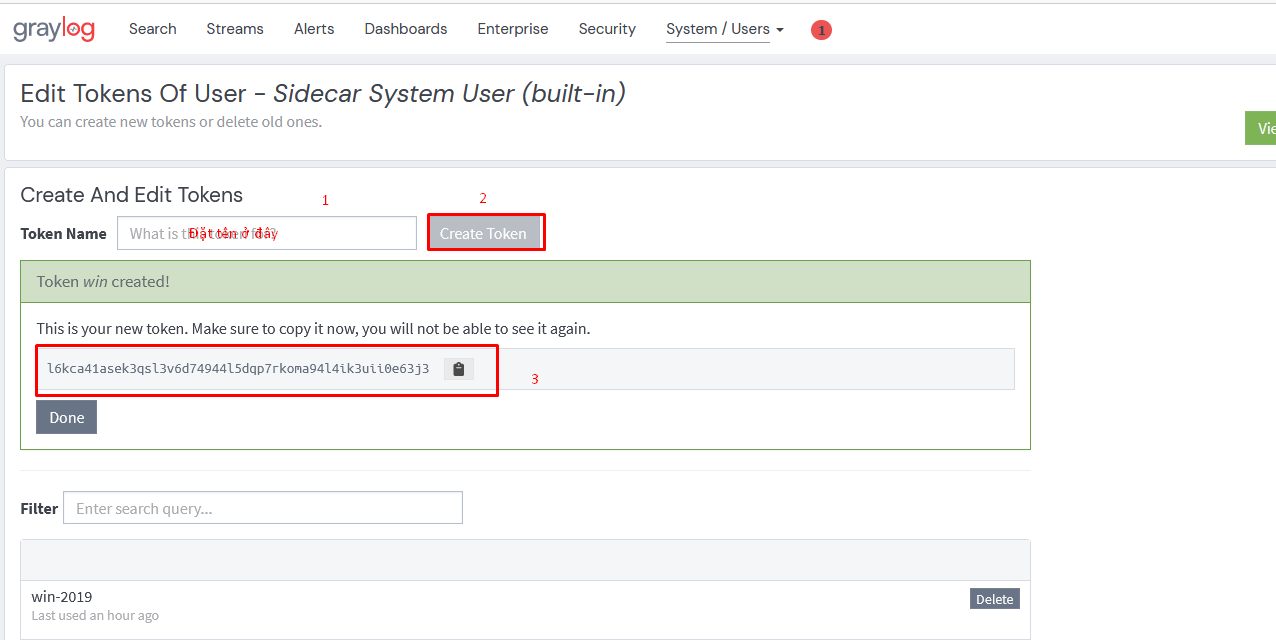 graylog Search Streams Alerts Dashboards Enterprise Security System / Users 1
Edit Tokens Of User - Sidecar System User (built-in)
You can create new tokens or delete old ones.
Vie
Create And Edit Tokens
1 2
Token Name What is this token for? Đặt tên ở đây Create Token
Token win created!
This is your new token. Make sure to copy it now, you will not be able to see it again.
l6kca41asek3qsl3v6d74944l5dqp7rkoma94l4ik3uii0e63j3
3
Done
Filter Enter search query...
win-2019
Last used an hour ago
Delete